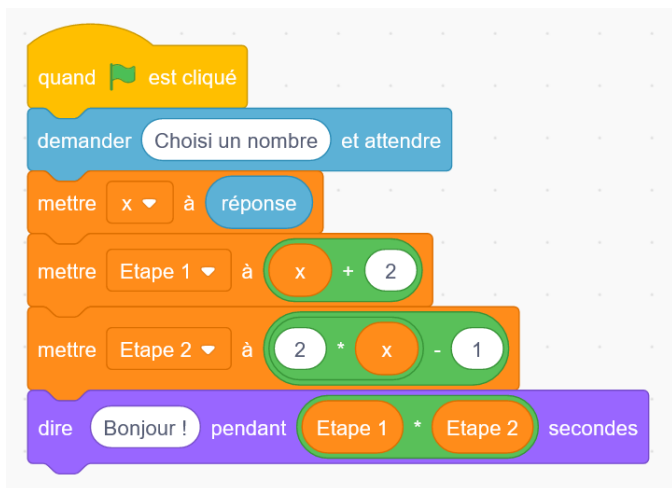 quand est cliqué
demander Choisi un nombre et attendre
mettre x à réponse
mettre Etape 1 à x + 2
mettre Etape 2 à 2 * x - 1
dire Bonjour ! pendant Etape 1 * Etape 2 secondes